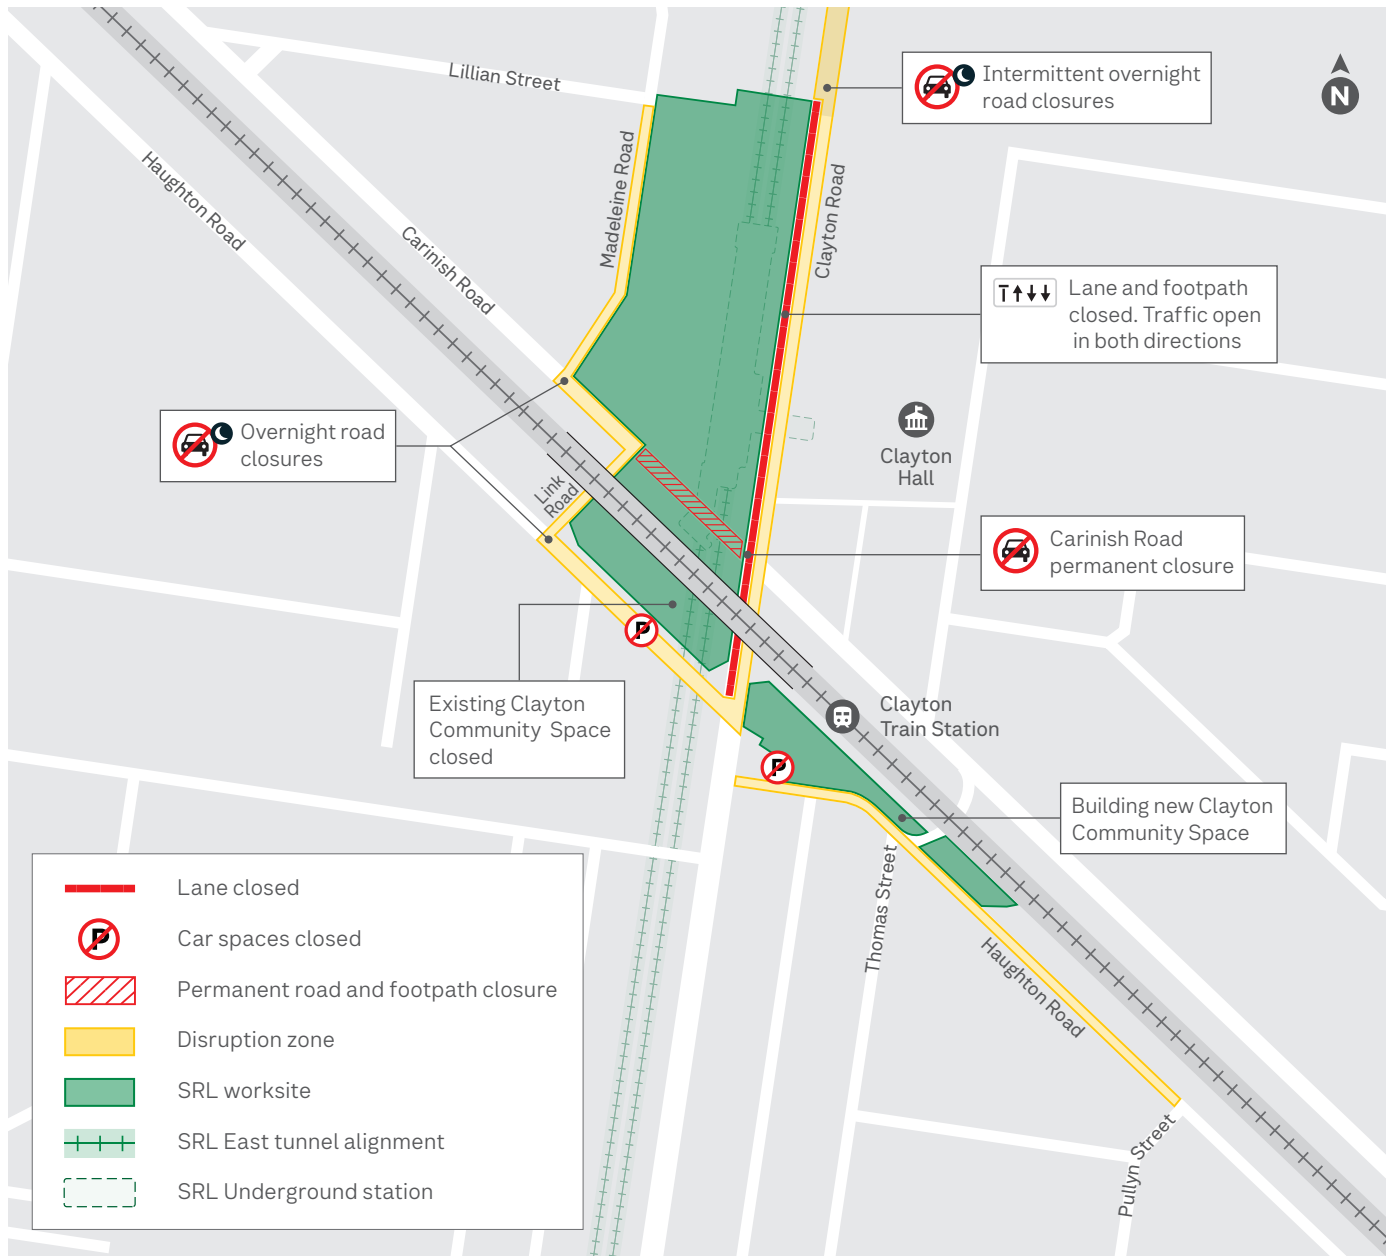 Lillian Street
Intermittent overnight
road closures
N
Madeleine Road
Haughton Road
Clayton Road
Carinish Road
Lane and footpath
closed. Traffic open
in both directions
Overnight road
closures
Clayton
Hall
Link
Road
Carinish Road
permanent closure
P
Existing Clayton
Community Space
closed
Clayton
Train Station
P
Building new Clayton
Community Space
Thomas Street
Haughton Road
Pullyn Street
Lane closed
P
Car spaces closed
Permanent road and footpath closure
Disruption zone
SRL worksite
SRL East tunnel alignment
SRL Underground station